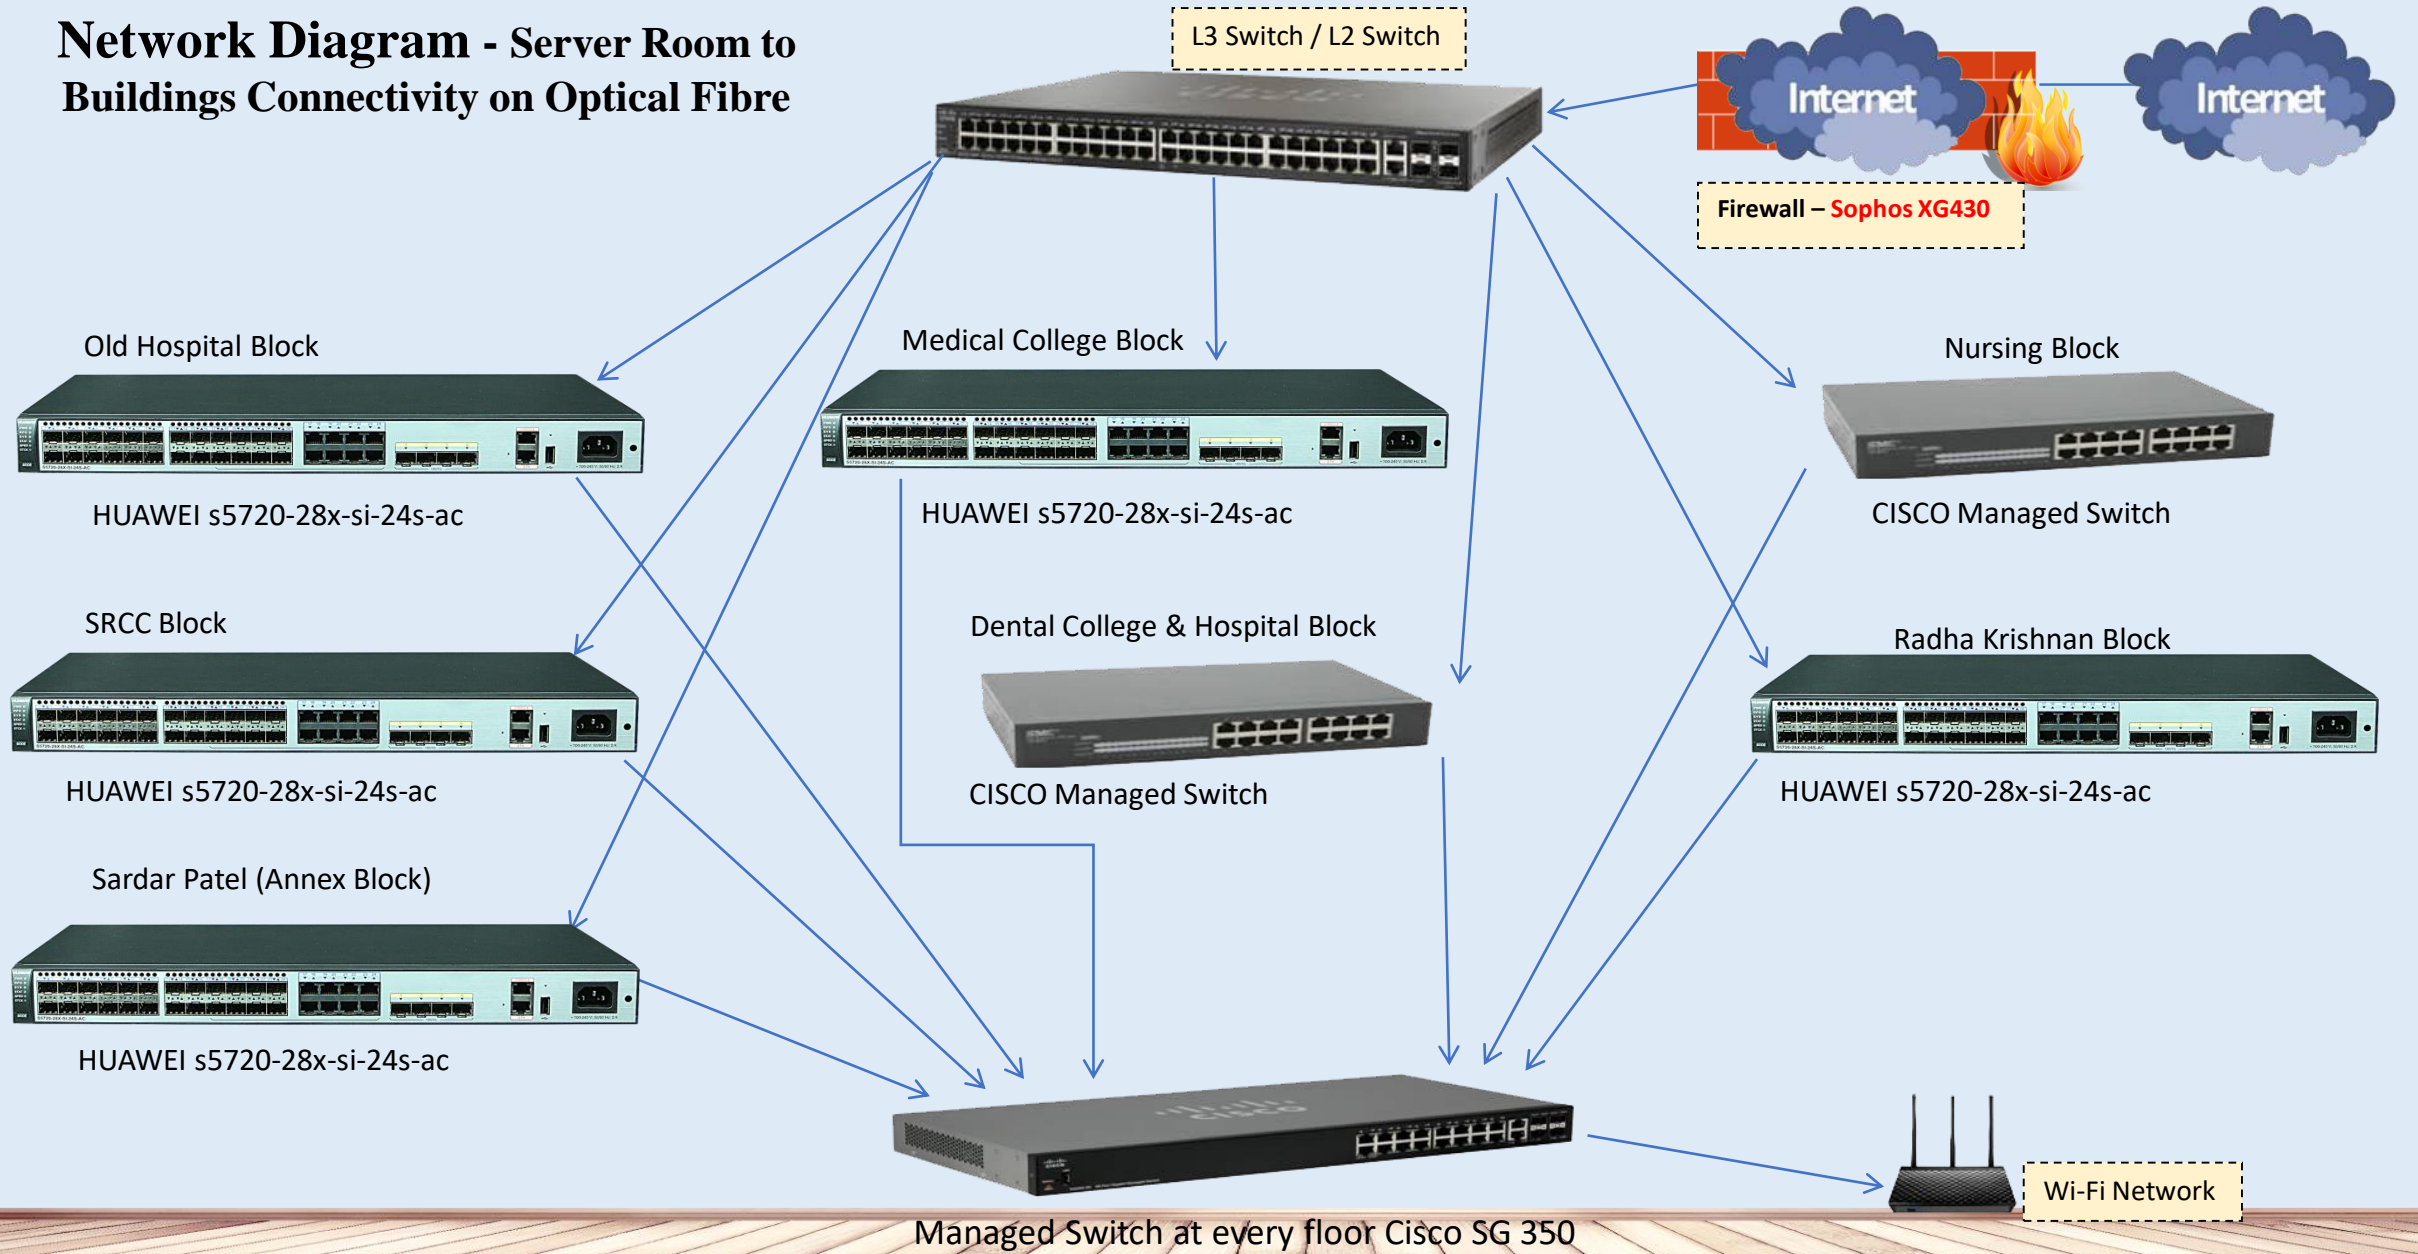 Network Diagram - Server Room to
Buildings Connectivity on Optical Fibre
L3 Switch / L2 Switch
Internet
Internet
Firewall – Sophos XG430
Old Hospital Block
Medical College Block
Nursing Block
HUAWEI s5720-28x-si-24s-ac
HUAWEI s5720-28x-si-24s-ac
CISCO Managed Switch
SRCC Block
Dental College & Hospital Block
Radha Krishnan Block
HUAWEI s5720-28x-si-24s-ac
CISCO Managed Switch
HUAWEI s5720-28x-si-24s-ac
Sardar Patel (Annex Block)
HUAWEI s5720-28x-si-24s-ac
CISCO
Wi-Fi Network
Managed Switch at every floor Cisco SG 350